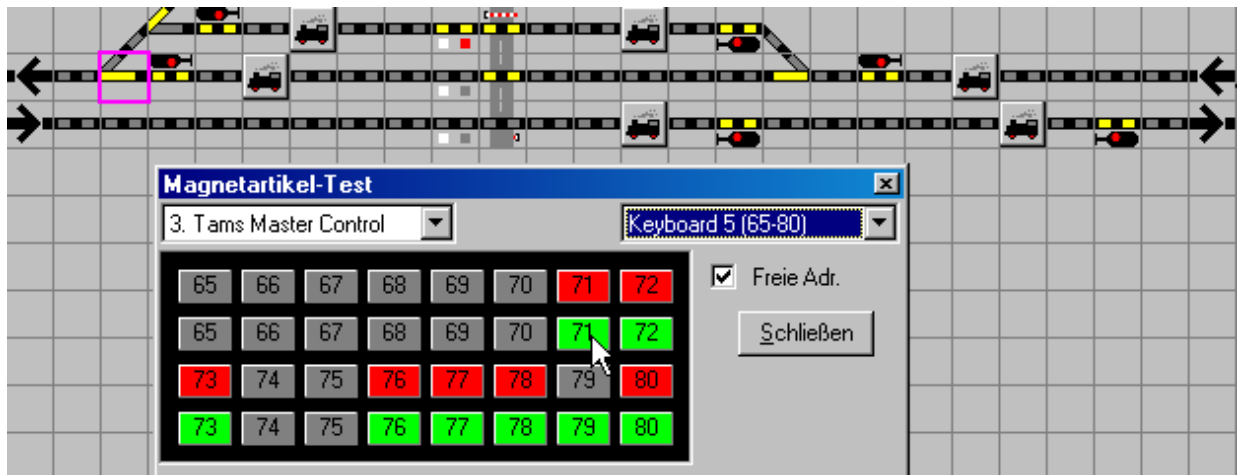 Magnetartikel-Test
3. Tams Master Control Keyboard 5 (65-80)
65 66 67 68 69 70 71 72
65 66 67 68 69 70 71 72
73 74 75 76 77 78 79 80
73 74 75 76 77 78 79 80
Freie Adr.
Schließen